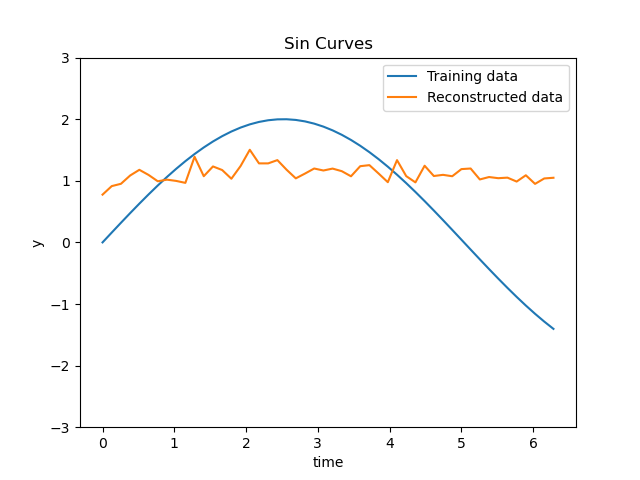 Sin Curves
Training data
Reconstructed data
3
2
1
0
−1
−2
−3
y
0 1 2 3 4 5 6
time